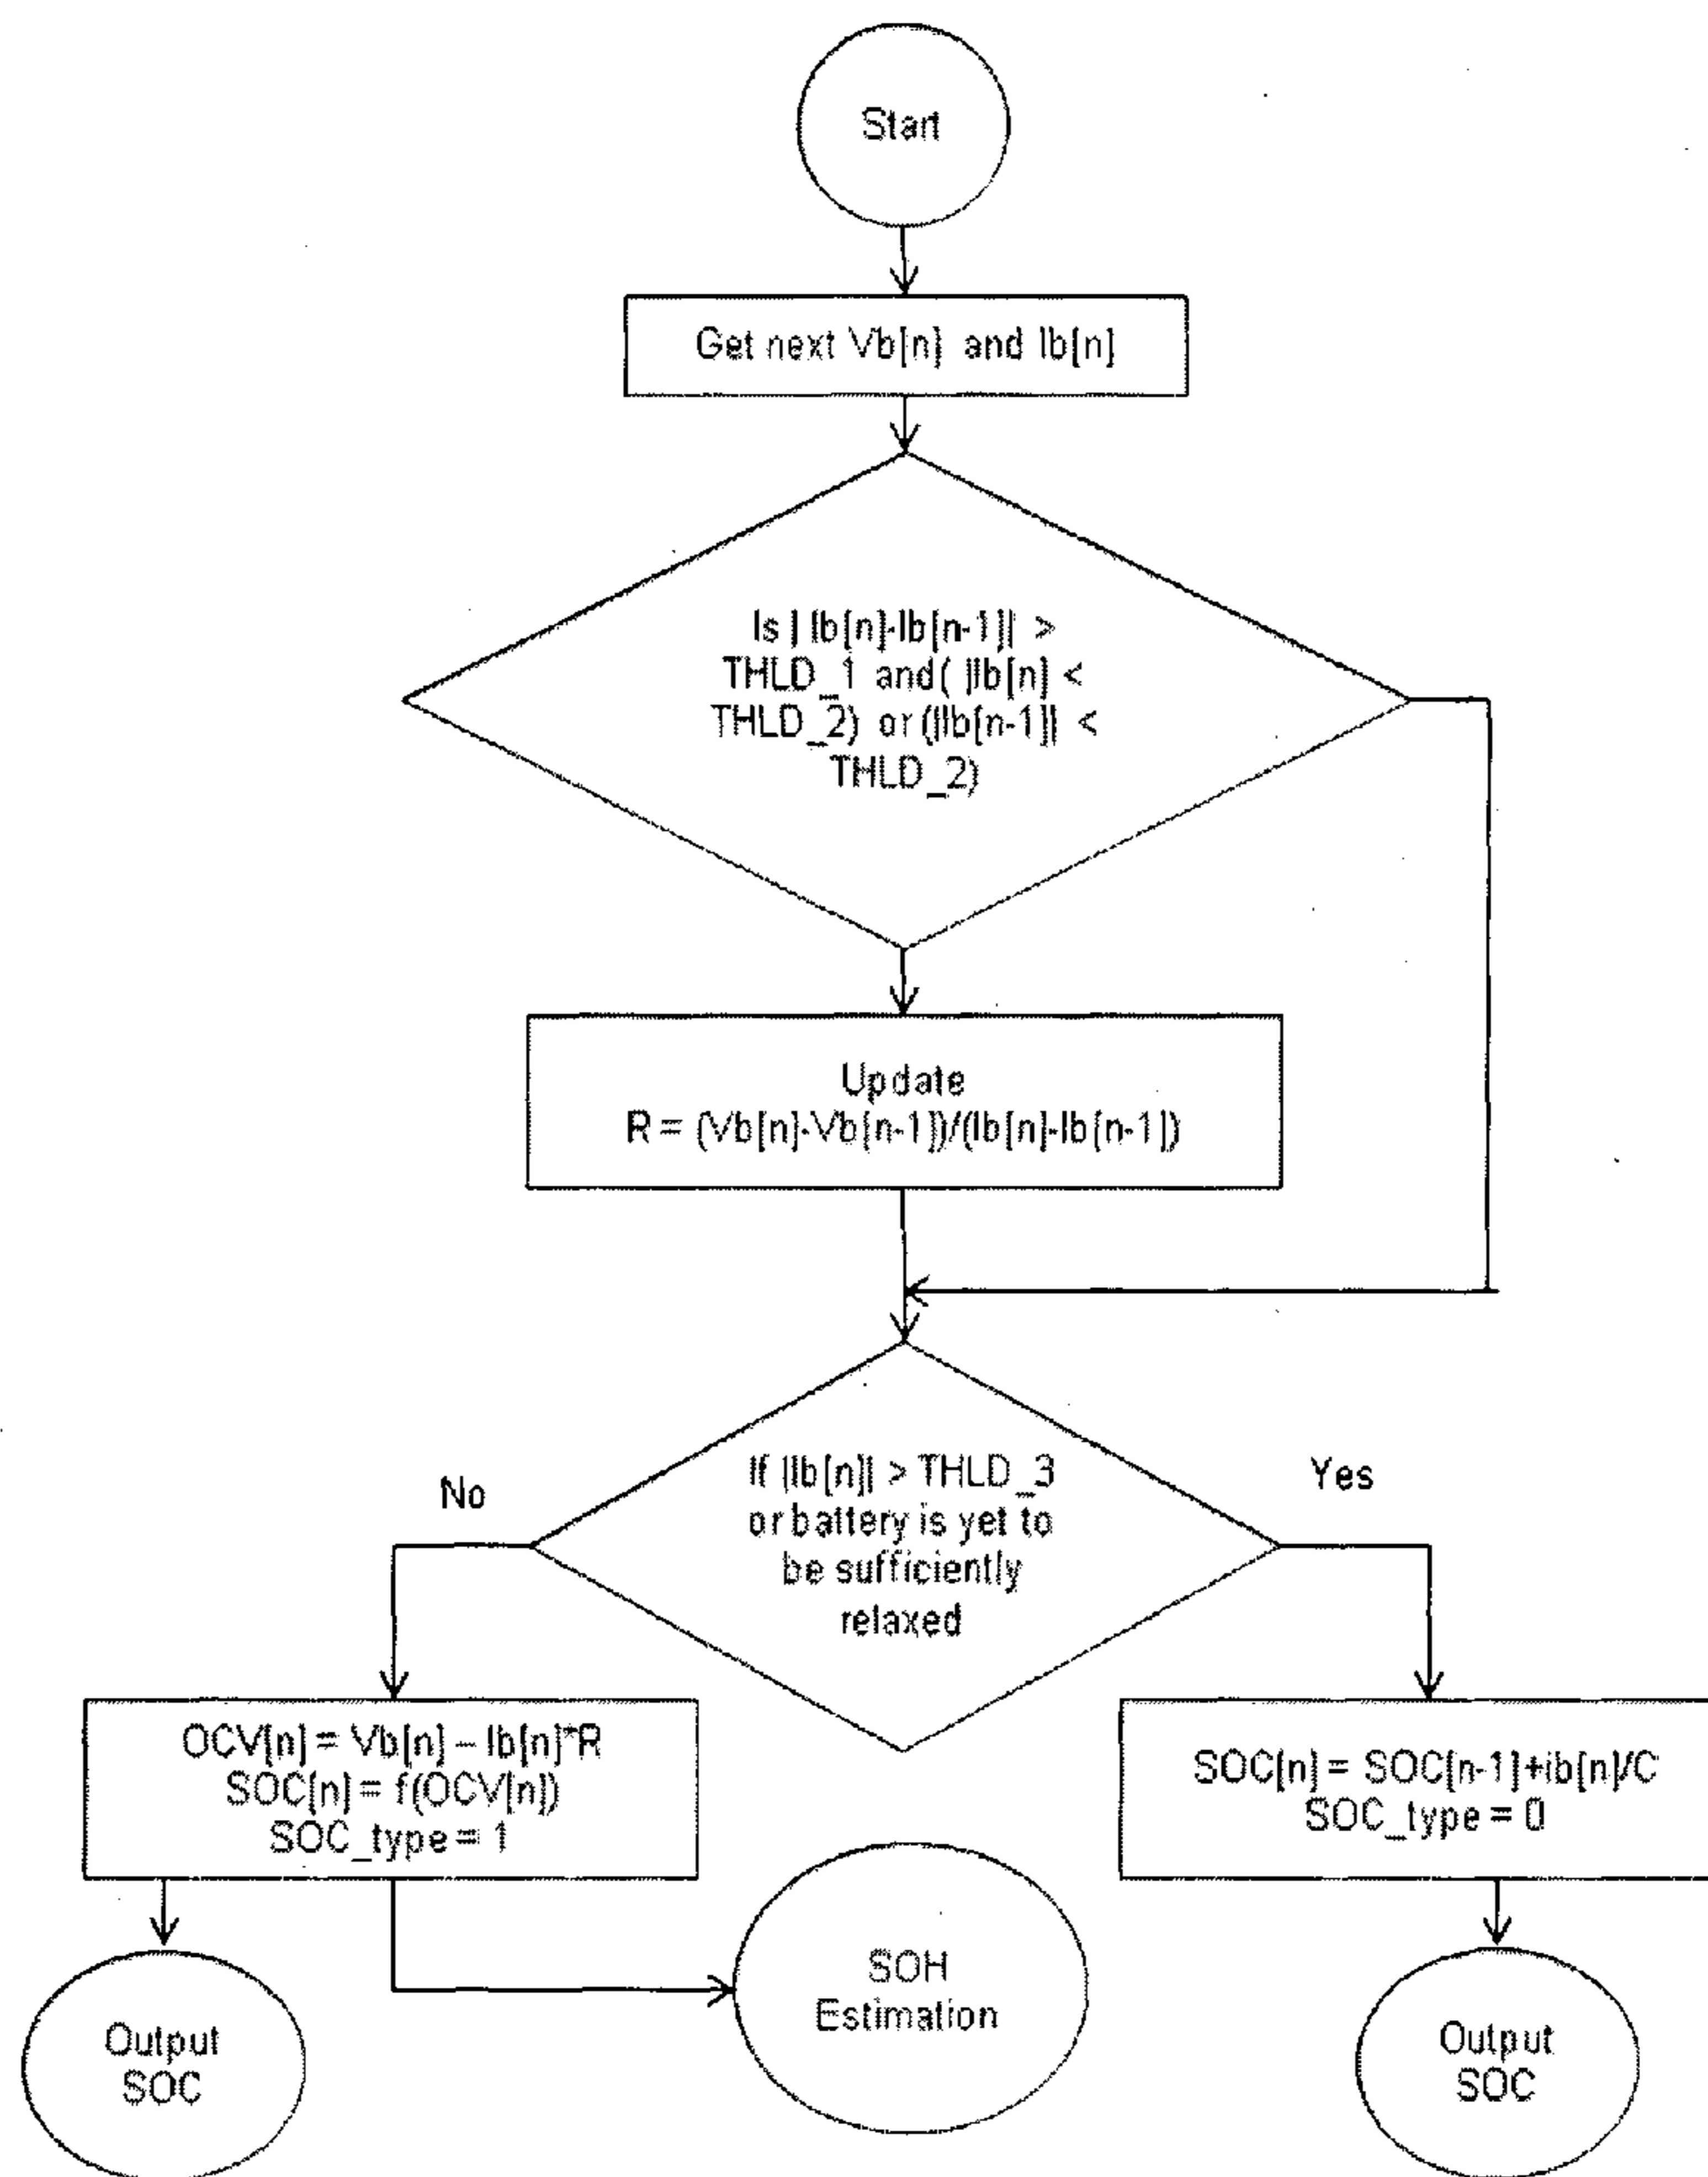 Start
Get next Vb[n] and Ib[n]
Is | Ib[n]-Ib[n-1]| >
THLD_1 and( |Ib[n] <
THLD_2) or (|Ib[n-1]| <
THLD_2)
Update
R = (Vb[n]-Vb[n-1])/(Ib[n]-Ib[n-1])
If |Ib[n]| > THLD_3
or battery is yet to
be sufficiently
relaxed
No
Yes
OCV[n] = Vb[n] – Ib[n]*R
SOC[n] = f(OCV[n])
SOC_type = 1
SOC[n] = SOC[n-1]+ib[n]/C
SOC_type = 0
SOH
Estimation
Output
SOC
Output
SOC